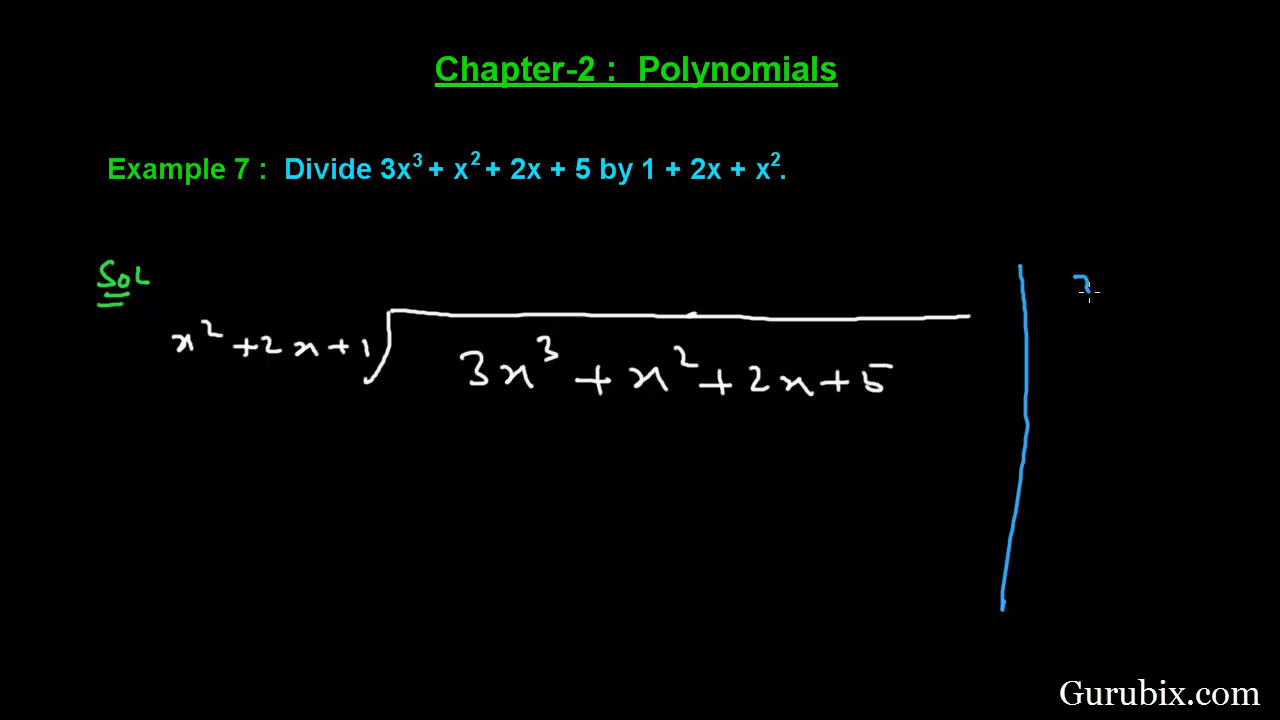 Chapter-2 : Polynomials
Example 7 : Divide 3x³ + x² + 2x + 5 by 1 + 2x + x².
Sol
x² + 2x + 1
3x³ + x² + 2x + 5
Gurubix.com